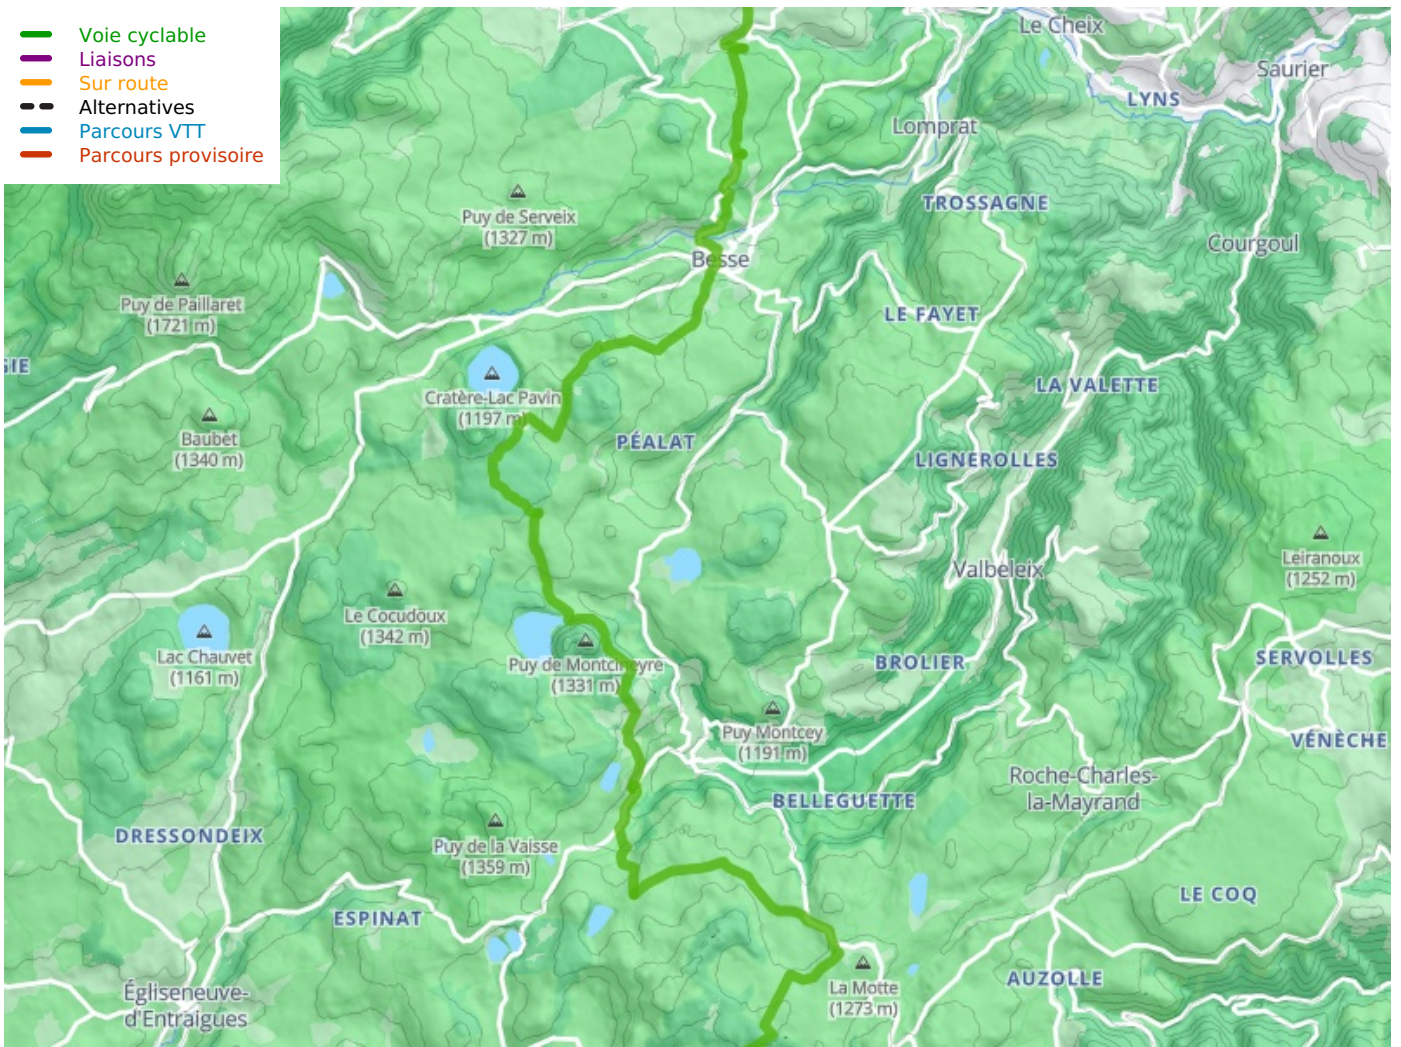 Voie cyclable
Liaisons
Sur route
Alternatives
Parcours VTT
Parcours provisoire
Le Cheix
Saurier
LYNS
Lomprat
TROSSAGNE
Puy de Serveix
(1327 m)
Courgoul
Besse
Puy de Paillaret
(1721 m)
LE FAYET
GIE
LA VALETTE
Cratère-Lac Pavin
(1197 m)
Baubet
(1340 m)
PÉALAT
LIGNEROLLES
Leiranoux
(1252 m)
Valbeleix
Le Cocudoux
(1342 m)
Lac Chauvet
(1161 m)
Puy de Montcineyre
(1331 m)
BROLIER
SERVOLLES
Puy Montcey
(1191 m)
VÉNÈCHE
Roche-Charles-
la-Mayrand
BELLEGUETTE
DRESSONDEIX
Puy de la Vaisse
(1359 m)
LE COQ
ESPINAT
AUZOLLE
La Motte
(1273 m)
Égliseneuve-
d'Entraigues